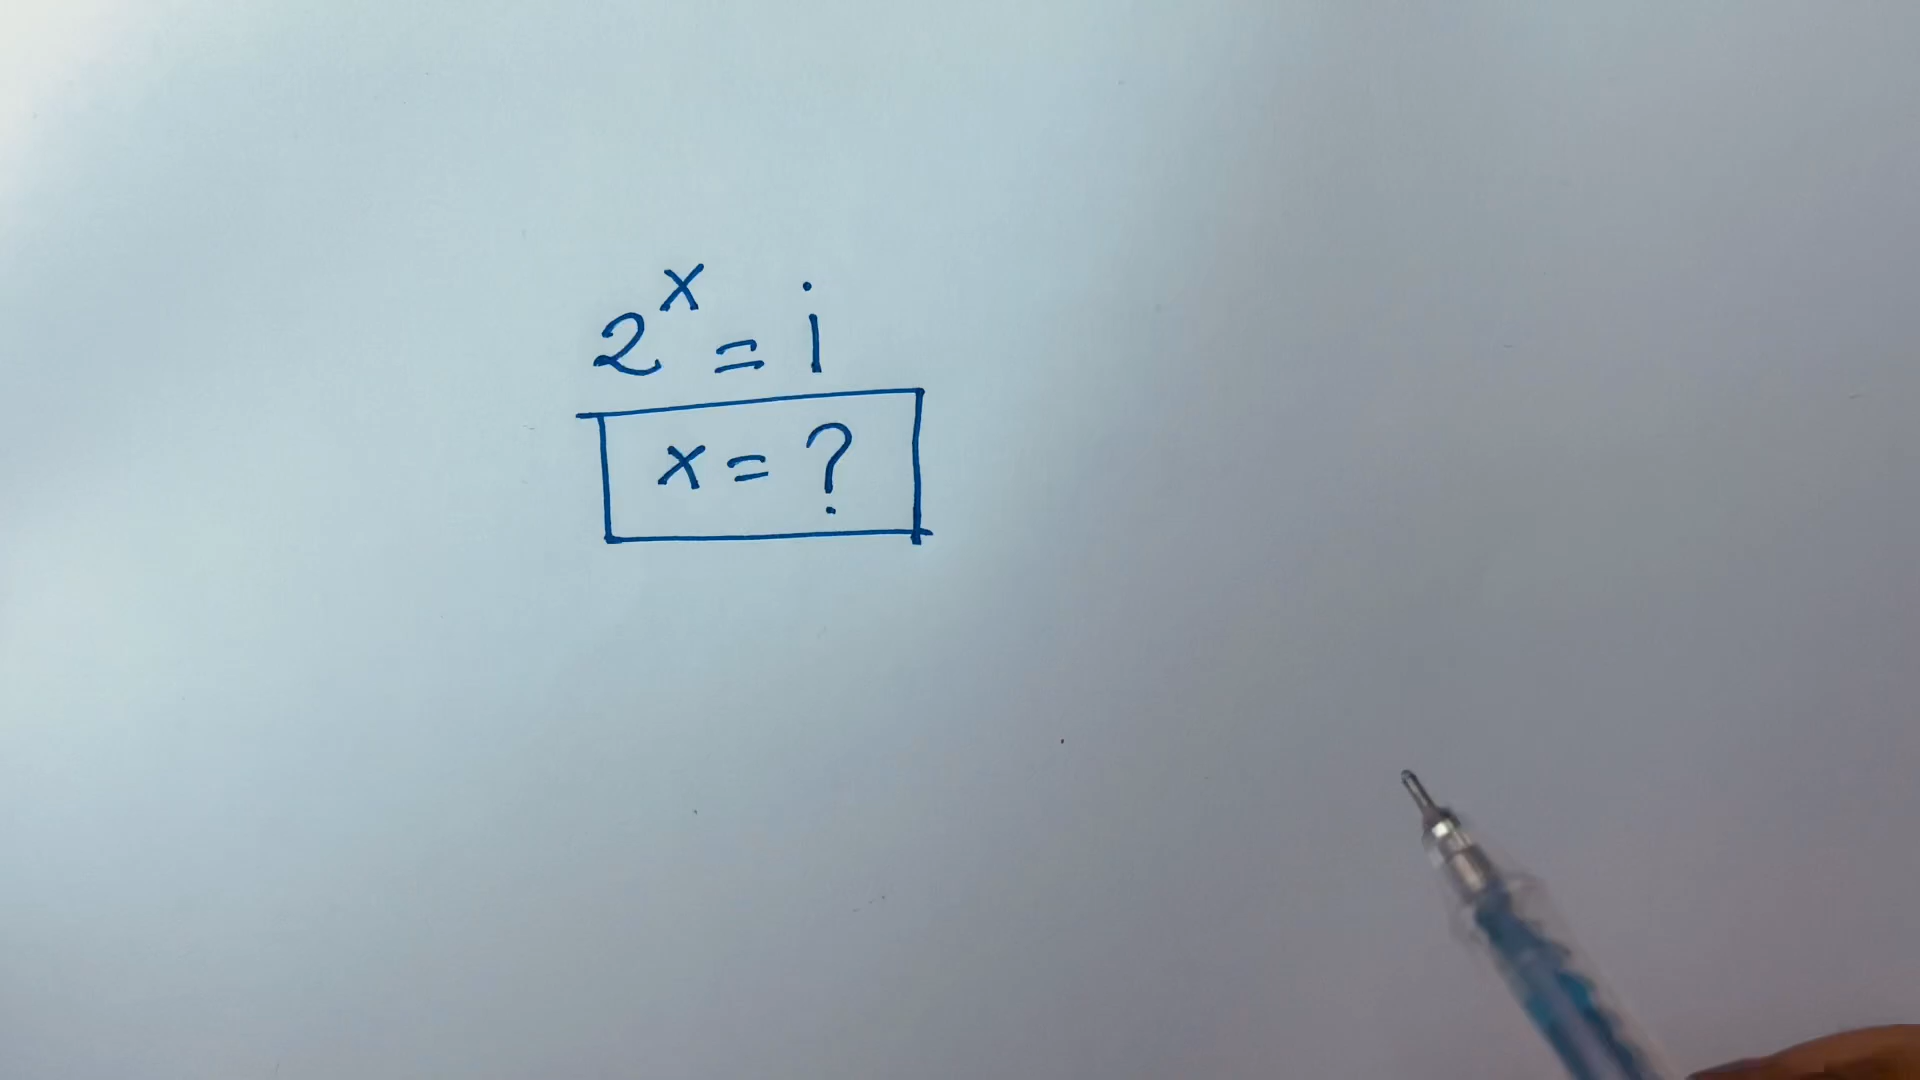 2^x = i
x = ?